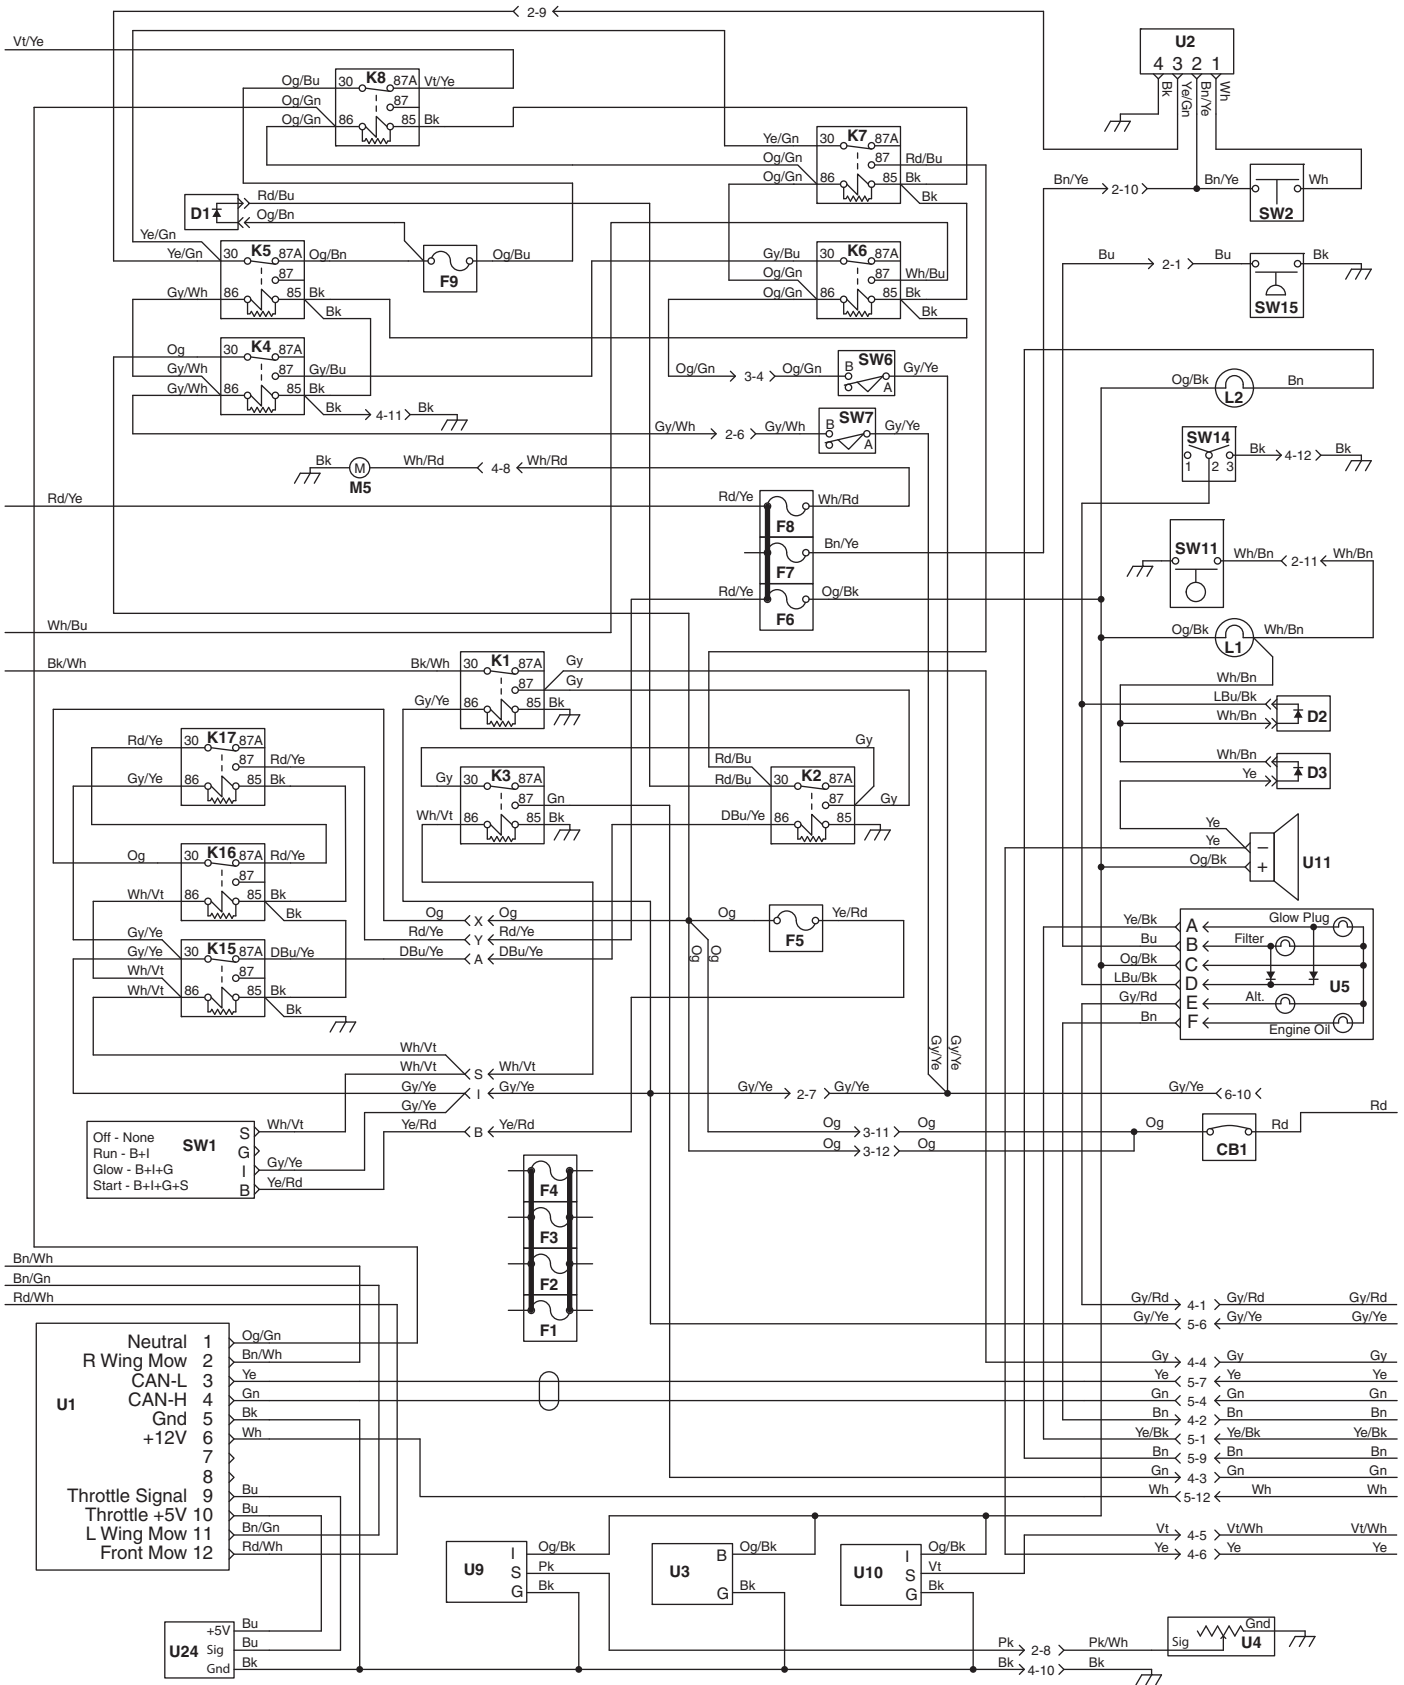 2-9
U2
4 3 2 1
Bk
Ye/Gn
Bn/Ye
Wh
Vt/Ye
Og/Bu 30 K8 87A Vt/Ye
Og/Gn 87
Og/Gn 86 85 Bk
Ye/Gn 30 K7 87A
Og/Gn 87 Rd/Bu
Og/Gn 86 85 Bk
Bk
Bn/Ye 2-10 Bn/Ye Wh
SW2
D1 Rd/Bu
Og/Bn
Ye/Gn
Ye/Gn 30 K5 87A Og/Bn Og/Bu
F9
87
Gy/Wh 86 85 Bk
Bk
Gy/Bu 30 K6 87A
Og/Gn 87 Wh/Bu
Og/Gn 86 85 Bk
Bk
Bu 2-1 Bu Bk
SW15
Og 30 K4 87A
Gy/Wh 87 Gy/Bu
Gy/Wh 86 85 Bk
Bk 4-11 Bk
Og/Gn 3-4 Og/Gn B SW6 A Gy/Ye
Gy/Wh 2-6 Gy/Wh B SW7 A Gy/Ye
Og/Bk L2 Bn
SW14
1 2 3 Bk 4-12 Bk
Bk M Wh/Rd 4-8 Wh/Rd
M5
Rd/Ye Rd/Ye Wh/Rd
F8
Bn/Ye
F7
Rd/Ye Og/Bk
F6
SW11 Wh/Bn 2-11 Wh/Bn
Wh/Bu
Og/Bk L1 Wh/Bn
Bk/Wh Bk/Wh 30 K1 87A Gy
87 Gy
Gy/Ye 86 85 Bk
Wh/Bn
LBu/Bk
Wh/Bn D2
Wh/Bn
Ye D3
Rd/Ye 30 K17 87A
87 Rd/Ye
Gy/Ye 86 85 Bk
Gy
Gy 30 K3 87A
87 Gn
Wh/Vt 86 85 Bk
Rd/Bu
Rd/Bu 30 K2 87A
87 Gy
DBu/Ye 86 85
Ye
Ye −
Og/Bk + U11
Og 30 K16 87A Rd/Ye
87
Wh/Vt 86 85 Bk
Bk
Og X Og Og Ye/Rd
F5
Rd/Ye Y Rd/Ye
Og
Og
Gy/Ye
Gy/Ye 30 K15 87A DBu/Ye DBu/Ye A DBu/Ye
Wh/Vt 87
Wh/Vt 86 85 Bk
Bk
Ye/Bk A Glow Plug
Bu B Filter
Og/Bk C
LBu/Bk D U5
Gy/Rd E Alt.
Bn F Engine Oil
Gy/Ye
Gy/Ye
Wh/Vt
Wh/Vt S Wh/Vt
Gy/Ye I Gy/Ye
Gy/Ye
Ye/Rd B Ye/Rd
Gy/Ye 2-7 Gy/Ye Gy/Ye 6-10
Og 3-11 Og Og Rd Rd
Og 3-12 Og CB1
Off - None SW1 S Wh/Vt
Run - B+I G
Glow - B+I+G I Gy/Ye
Start - B+I+G+S B Ye/Rd
F4
F3
F2
F1
Bn/Wh
Bn/Gn
Rd/Wh
Gy/Rd 4-1 Gy/Rd Gy/Rd
Gy/Ye 5-6 Gy/Ye Gy/Ye
Gy 4-4 Gy Gy
Ye 5-7 Ye Ye
Gn 5-4 Gn Gn
Bn 4-2 Bn Bn
Ye/Bk 5-1 Ye/Bk Ye/Bk
Bn 5-9 Bn Bn
Gn 4-3 Gn Gn
Wh 5-12 Wh Wh
Vt 4-5 Vt/Wh Vt/Wh
Ye 4-6 Ye Ye
U1
Neutral 1 Og/Gn
R Wing Mow 2 Bn/Wh
CAN-L 3 Ye
CAN-H 4 Gn
Gnd 5 Bk
+12V 6 Wh
7
8
Throttle Signal 9 Bu
Throttle +5V 10 Bu
L Wing Mow 11 Bn/Gn
Front Mow 12 Rd/Wh
U9 I Og/Bk
S Pk
G Bk
U3 B Og/Bk
G Bk
U10 I Og/Bk
S Vt
G Bk
U24 +5V Bu
Sig Bu
Gnd Bk
Pk 2-8 Pk/Wh Sig U4 Gnd
Bk 4-10 Bk